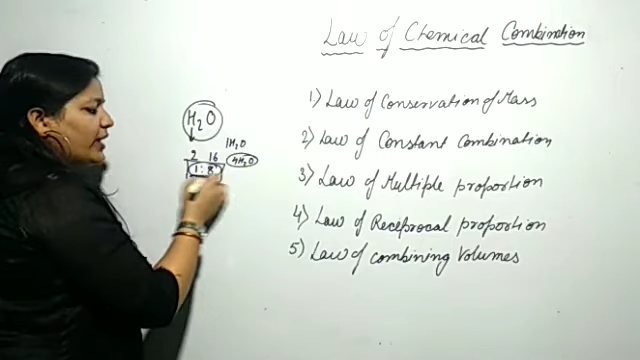 Law of Chemical Combination
1) Law of Conservation of Mass
2) Law of Constant Combination
3) Law of Multiple proportion
4) Law of Reciprocal proportion
5) Law of combining Volumes
H2O
1H2O
2 16
4H2O
1:8